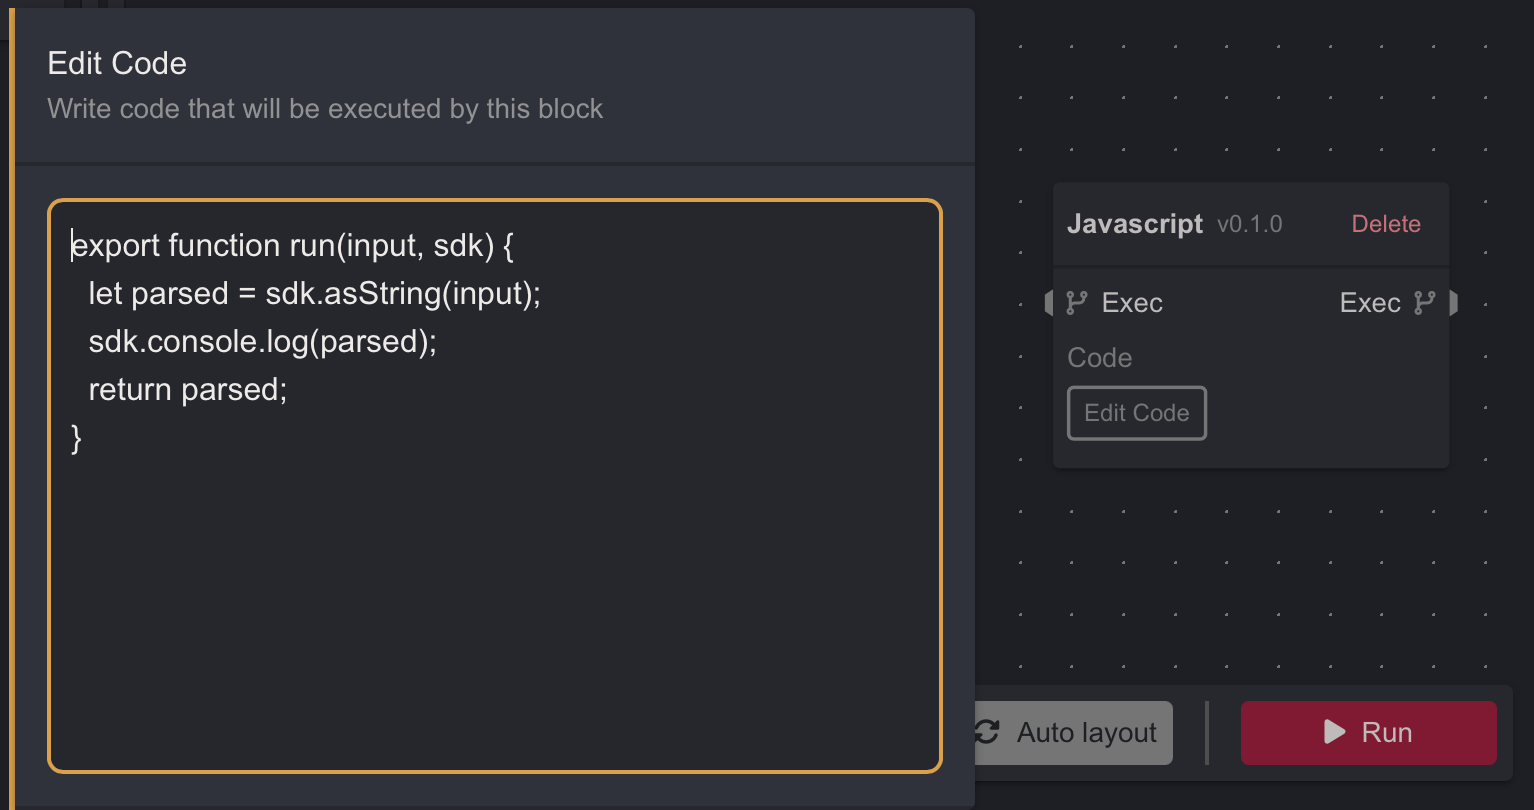 Edit Code
Write code that will be executed by this block
export function run(input, sdk) {
  let parsed = sdk.asString(input);
  sdk.console.log(parsed);
  return parsed;
}
Javascript v0.1.0 Delete
Exec Exec
Code
Edit Code
Auto layout Run